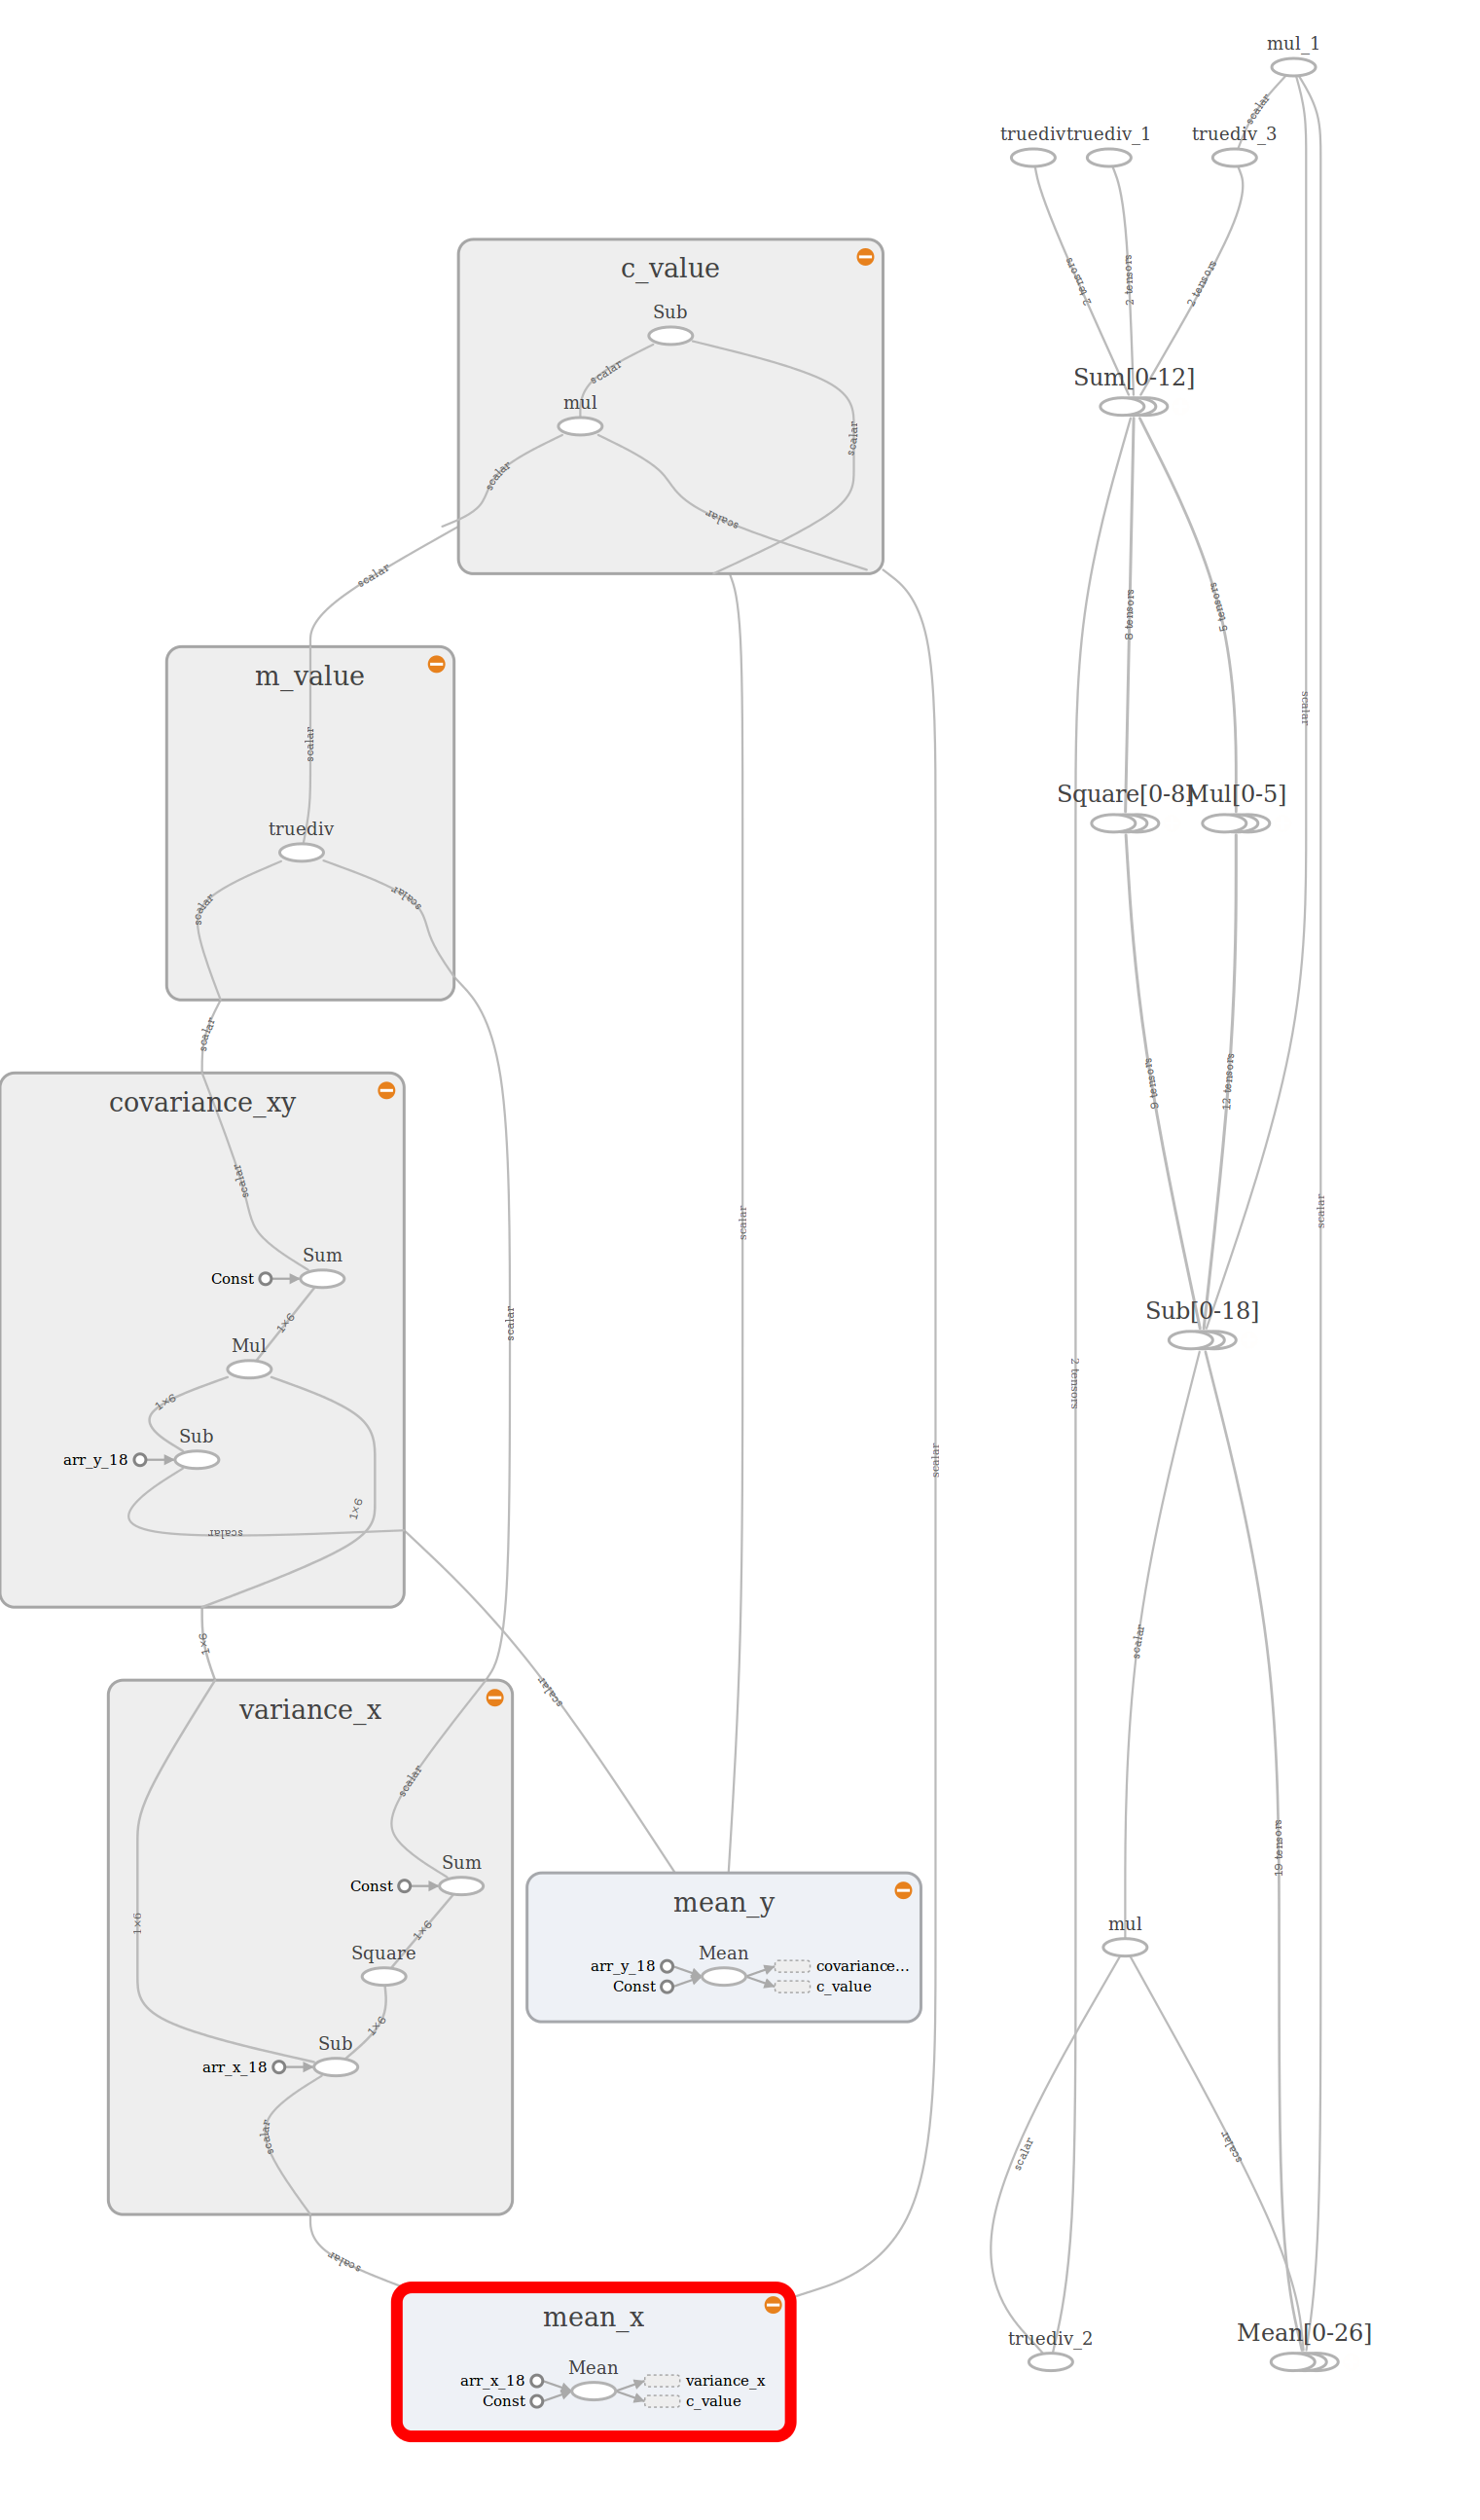 mul_1
scalar
truediv
truediv_1
truediv_3
2 tensors
2 tensors
2 tensors
c_value
Sub
scalar
mul
scalar
scalar
scalar
Sum[0-12]
scalar
m_value
scalar
truediv
scalar
scalar
8 tensors
5 tensors
scalar
Square[0-8]
Mul[0-5]
scalar
covariance_xy
scalar
Sum
Const
1×6
Mul
1×6
Sub
arr_y_18
1×6
scalar
9 tensors
12 tensors
scalar
scalar
scalar
Sub[0-18]
2 tensors
scalar
scalar
1×6
scalar
variance_x
scalar
1×6
Sum
Const
1×6
Square
1×6
Sub
arr_x_18
scalar
mean_y
Mean
arr_y_18
Const
covariance...
c_value
scalar
19 tensors
mul
scalar
scalar
scalar
mean_x
Mean
arr_x_18
Const
variance_x
c_value
truediv_2
Mean[0-26]